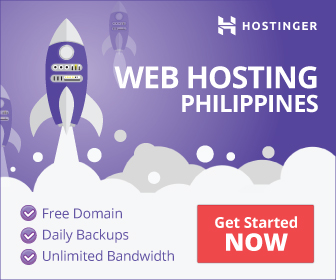 HOSTINGER
WEB HOSTING
PHILIPPINES
Free Domain
Daily Backups
Unlimited Bandwidth
Get Started
NOW